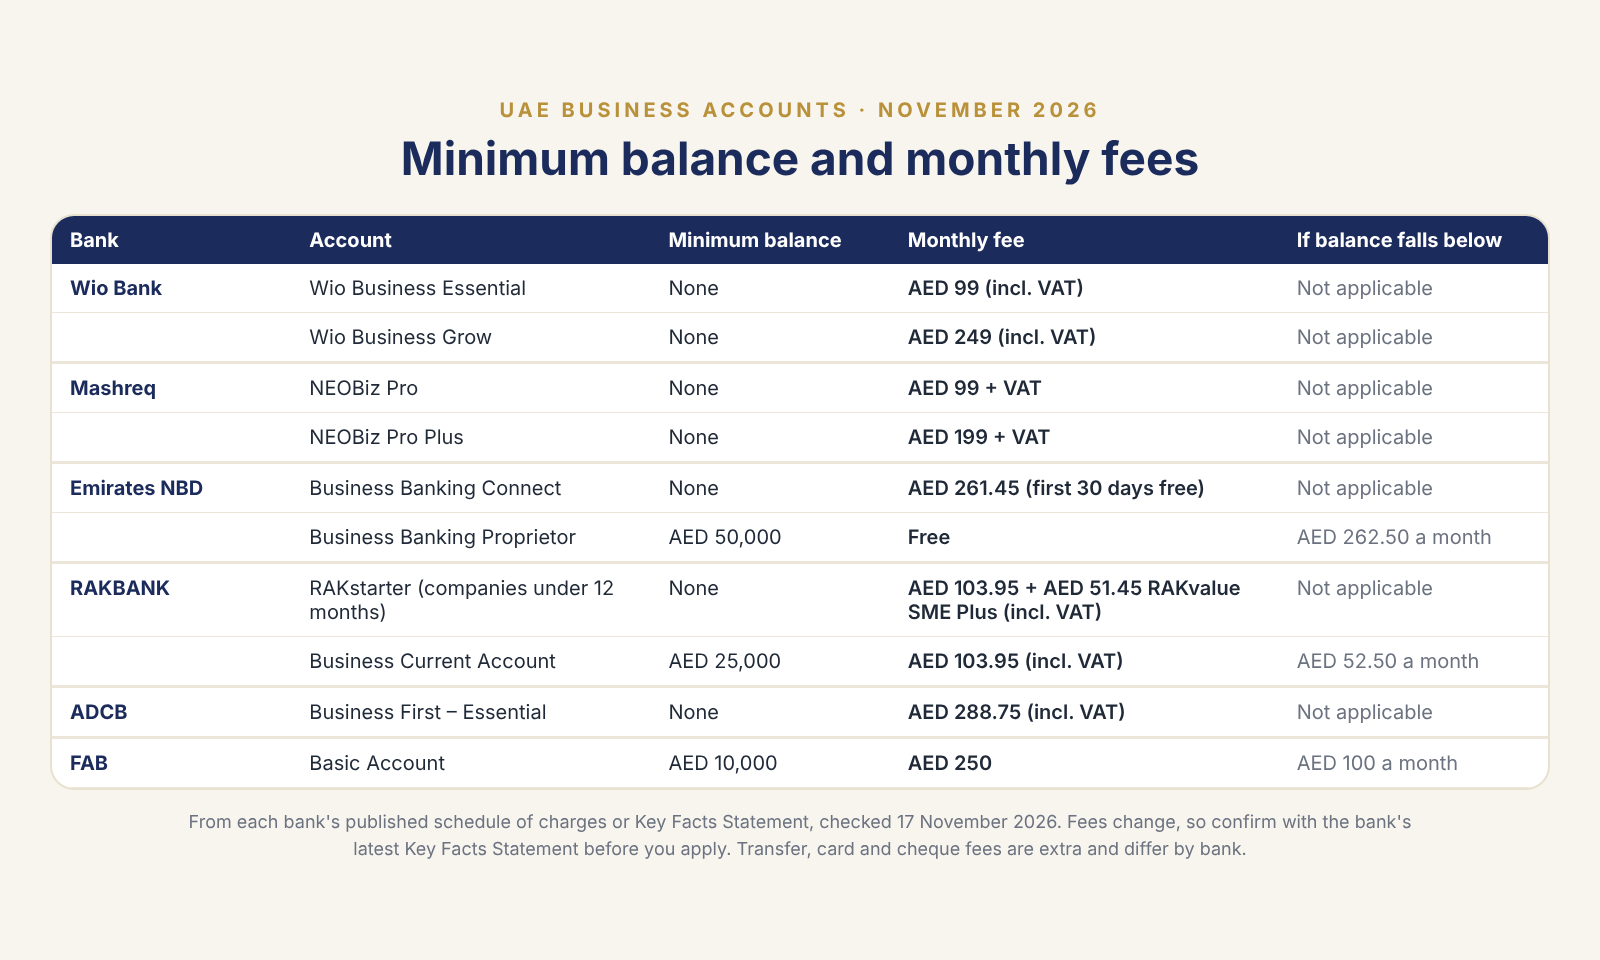 UAE BUSINESS ACCOUNTS · NOVEMBER 2026
Minimum balance and monthly fees
Bank Account Minimum balance Monthly fee If balance falls below
Wio Bank Wio Business Essential None AED 99 (incl. VAT) Not applicable
Wio Business Grow None AED 249 (incl. VAT) Not applicable
Mashreq NEOBiz Pro None AED 99 + VAT Not applicable
NEOBiz Pro Plus None AED 199 + VAT Not applicable
Emirates NBD Business Banking Connect None AED 261.45 (first 30 days free) Not applicable
Business Banking Proprietor AED 50,000 Free AED 262.50 a month
RAKBANK RAKstarter (companies under 12 None AED 103.95 + AED 51.45 RAKvalue Not applicable
months) SME Plus (incl. VAT)
Business Current Account AED 25,000 AED 103.95 (incl. VAT) AED 52.50 a month
ADCB Business First – Essential None AED 288.75 (incl. VAT) Not applicable
FAB Basic Account AED 10,000 AED 250 AED 100 a month
From each bank's published schedule of charges or Key Facts Statement, checked 17 November 2026. Fees change, so confirm with the bank's
latest Key Facts Statement before you apply. Transfer, card and cheque fees are extra and differ by bank.